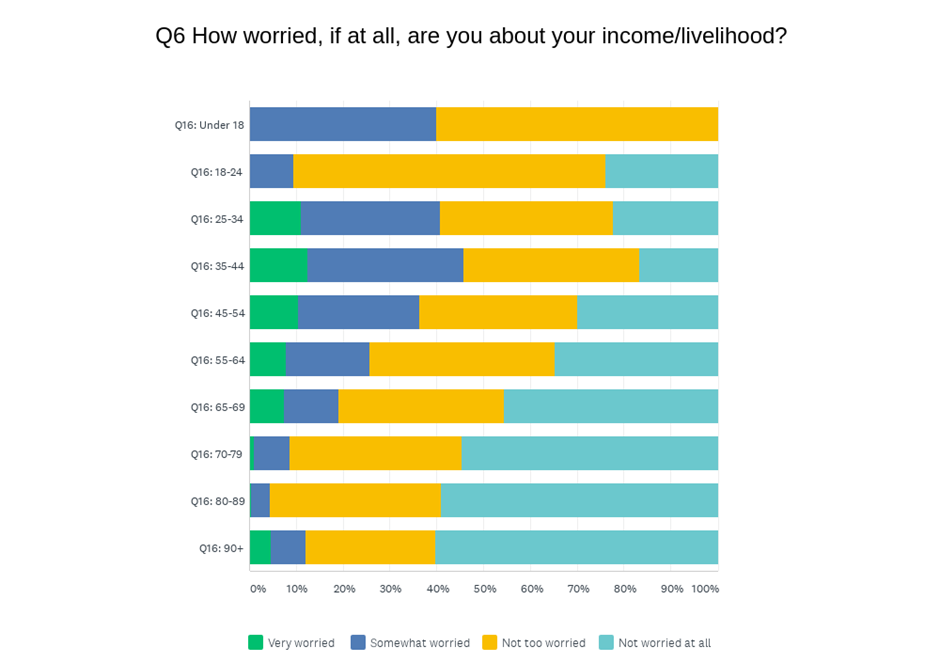 Q6 How worried, if at all, are you about your income/livelihood?
Q16: Under 18
Q16: 18-24
Q16: 25-34
Q16: 35-44
Q16: 45-54
Q16: 55-64
Q16: 65-69
Q16: 70-79
Q16: 80-89
Q16: 90+
0% 10% 20% 30% 40% 50% 60% 70% 80% 90% 100%
Very worried Somewhat worried Not too worried Not worried at all